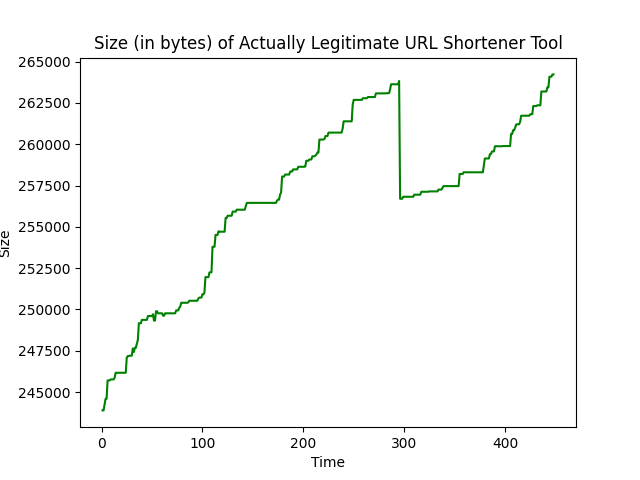 Size (in bytes) of Actually Legitimate URL Shortener Tool
265000
262500
260000
257500
255000
252500
250000
247500
245000
Size
0 100 200 300 400
Time